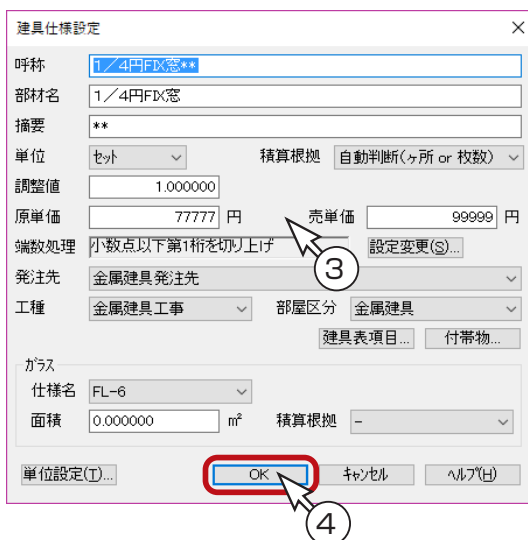 建具仕様設定
呼称 1／4円FIX窓**
部材名 1／4円FIX窓
摘要 **
単位 セット 積算根拠 自動判断(ヶ所 or 枚数)
調整値 1.000000
原単価 77777 円 売単価 99999 円
端数処理 小数点以下第1桁を切り上げ 設定変更(S)...
③
発注先 金属建具発注先
工種 金属建具工事 部屋区分 金属建具
建具表項目... 付帯物...
ガラス
仕様名 FL-6
面積 0.000000 m² 積算根拠 -
単位設定(T)... OK キャンセル ヘルプ(H)
④